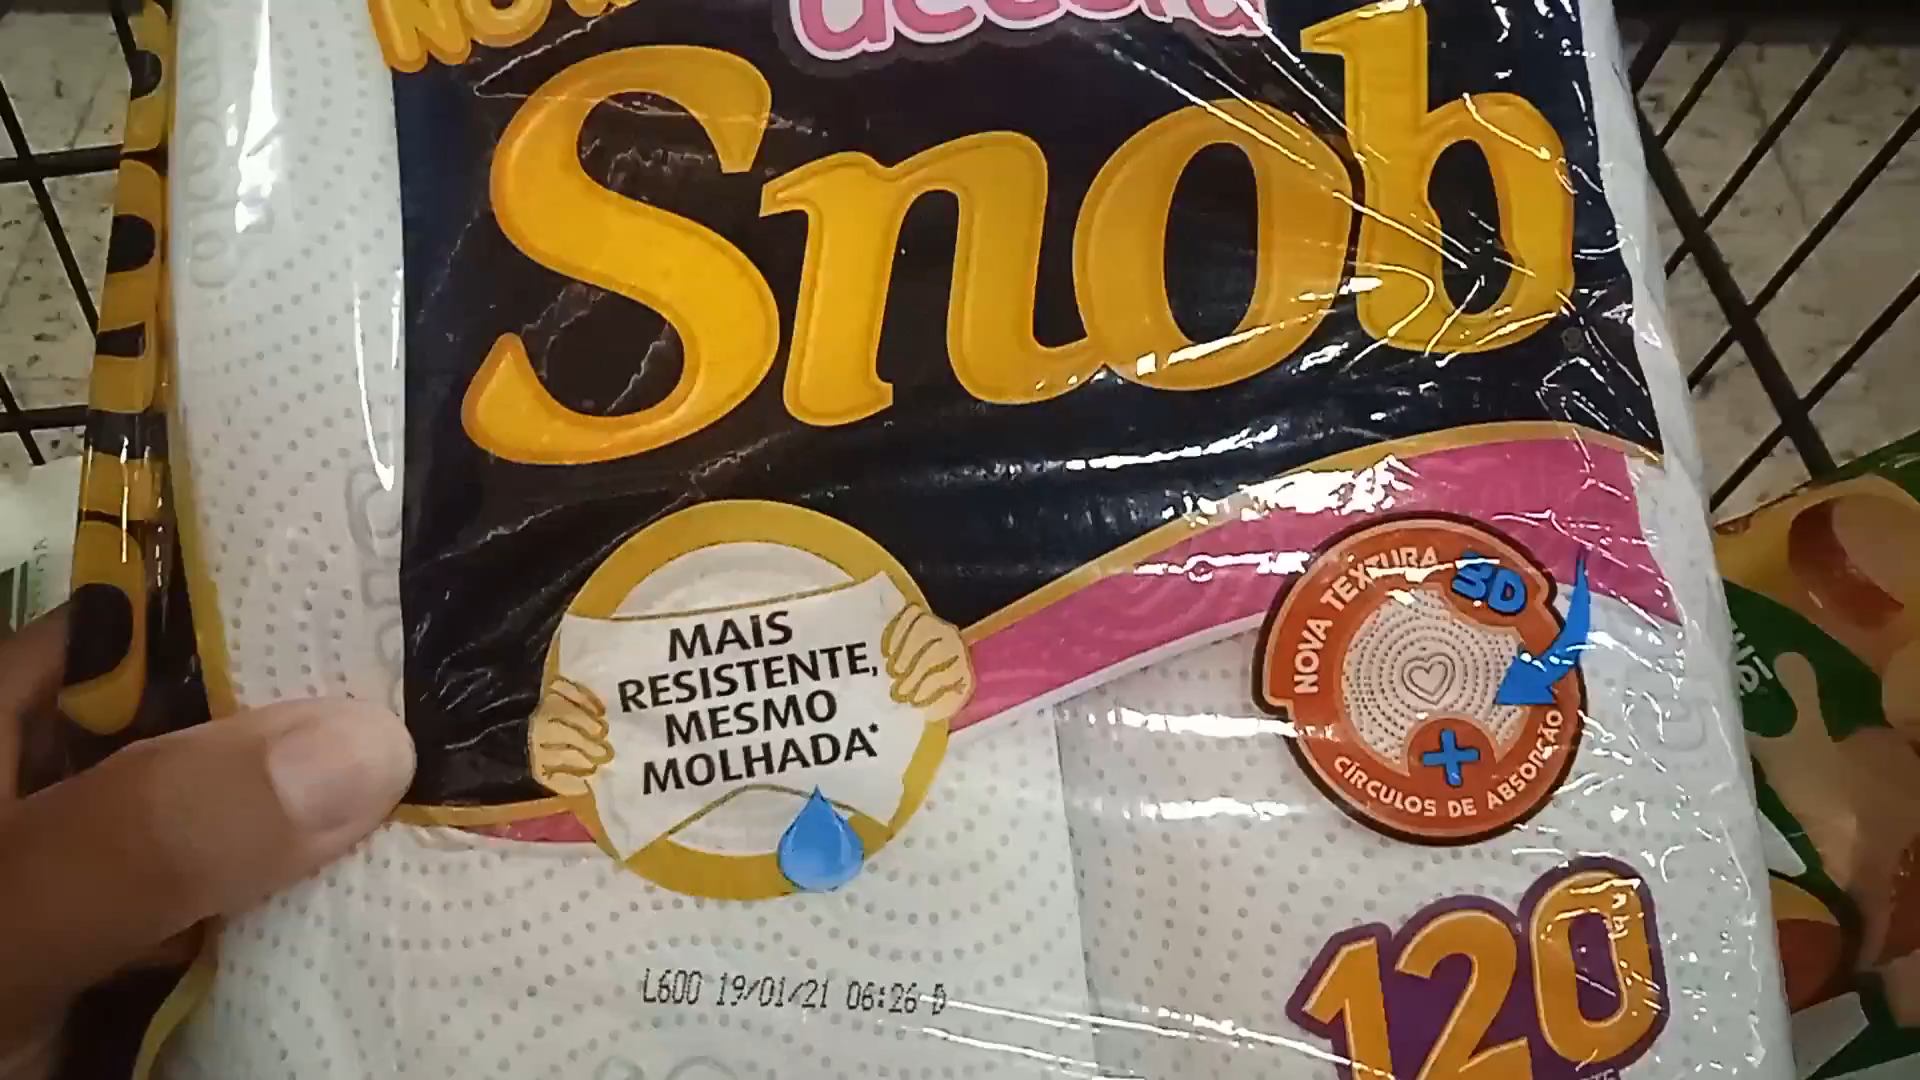 Snob
MAIS
RESISTENTE,
MESMO
MOLHADA*
NOVA TEXTURA 3D
+
CÍRCULOS DE ABSORÇÃO
L600 19/01/21 06:26 D
120